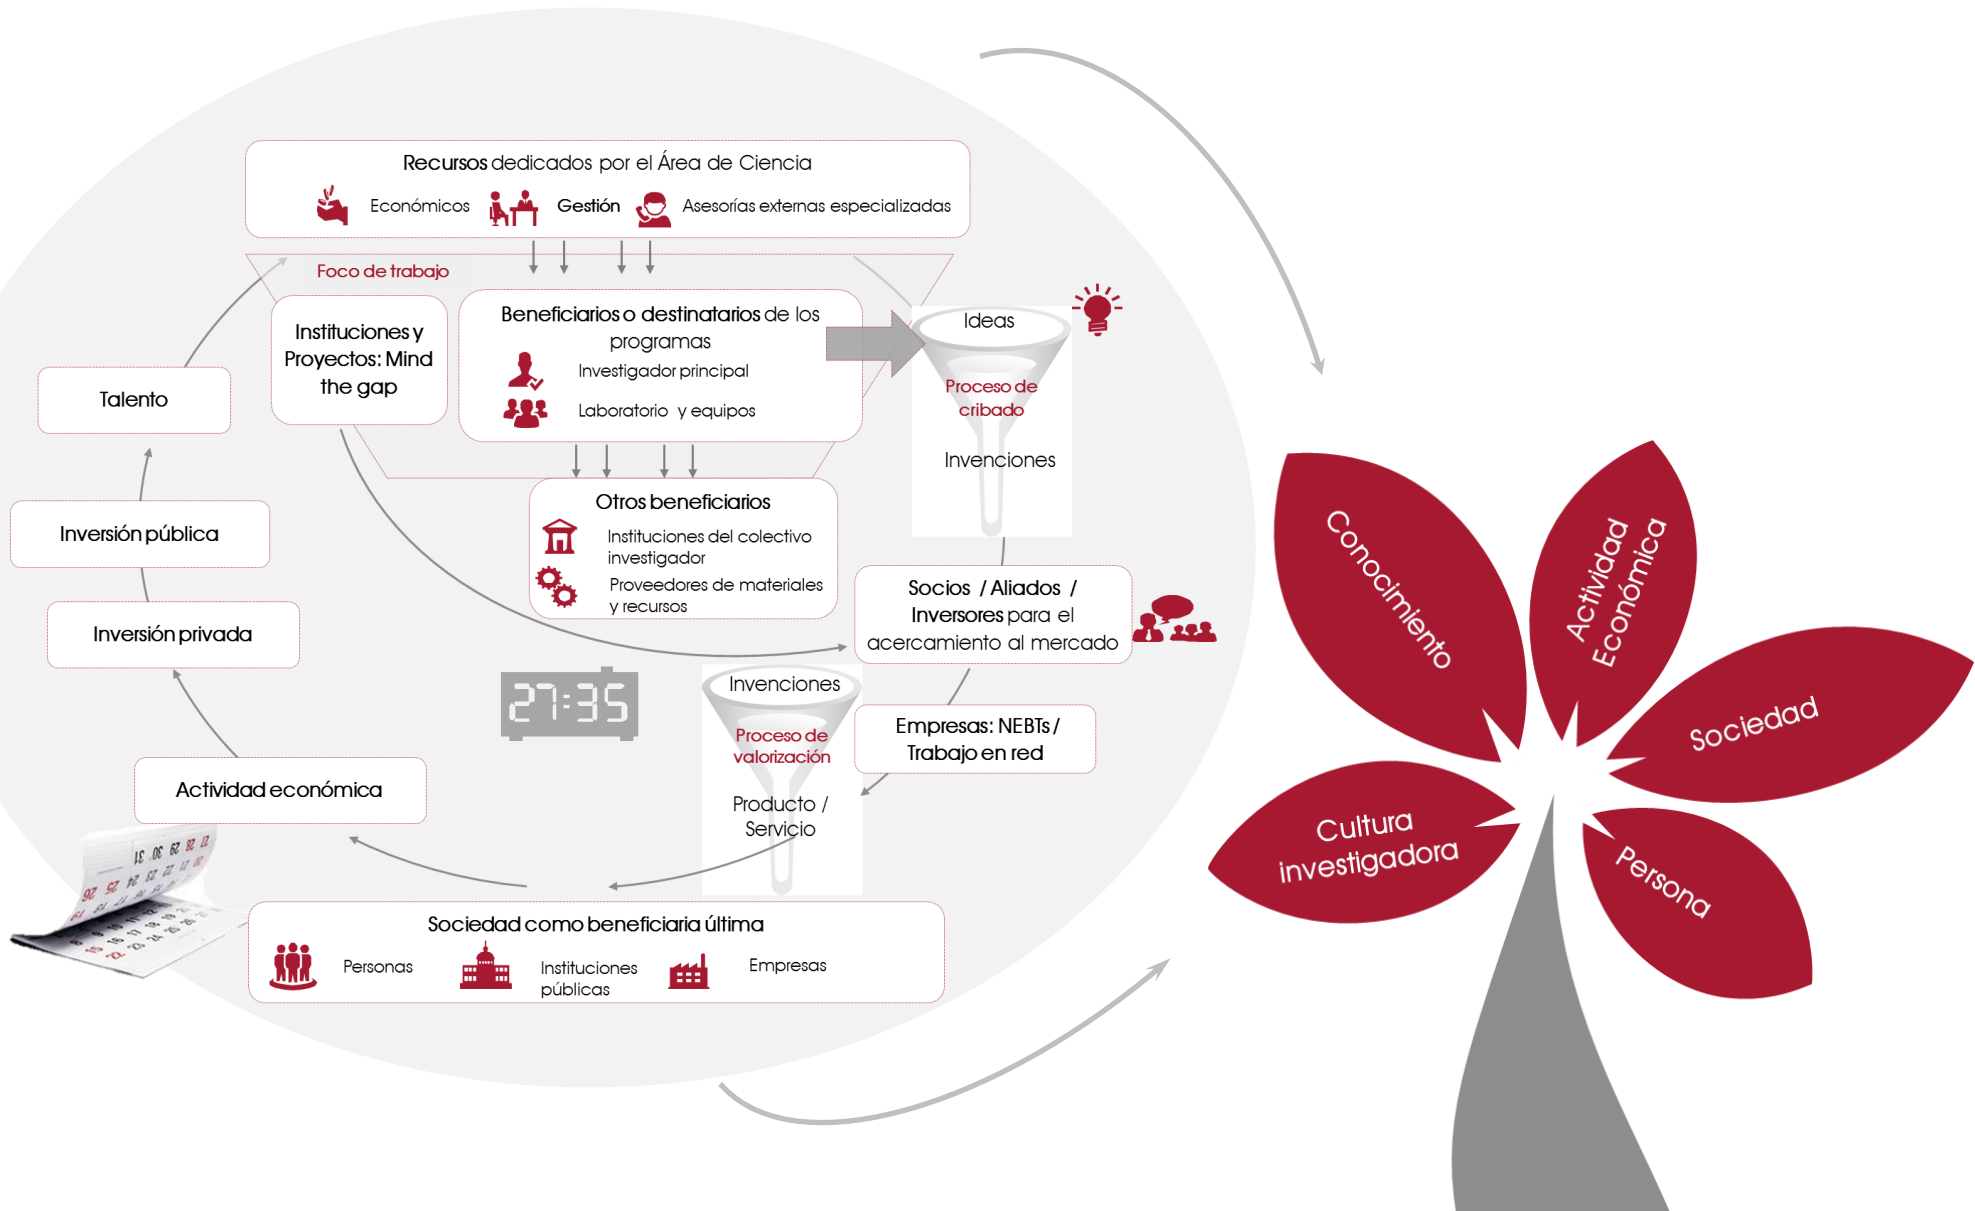 Recursos dedicados por el Área de Ciencia
Económicos
Gestión
Asesorías externas especializadas
Foco de trabajo
Instituciones y
Proyectos: Mind
the gap
Beneficiarios o destinatarios de los
programas
Investigador principal
Laboratorio y equipos
Ideas
Proceso de
cribado
Invenciones
Talento
Otros beneficiarios
Instituciones del colectivo
investigador
Proveedores de materiales
y recursos
Inversión pública
Inversión privada
Socios / Aliados /
Inversores para el
acercamiento al mercado
27:35
Invenciones
Proceso de
valorización
Producto /
Servicio
Empresas: NEBTs /
Trabajo en red
Actividad económica
Sociedad como beneficiaria última
Personas
Instituciones
públicas
Empresas
Conocimiento
Actividad
Económica
Sociedad
Cultura
investigadora
Persona